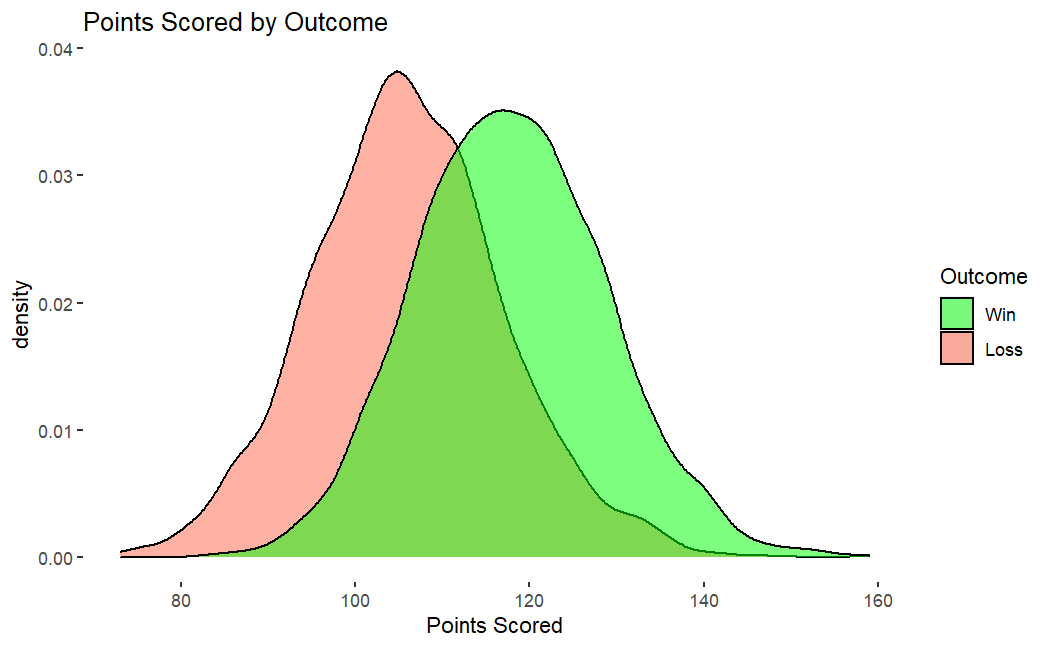 Points Scored by Outcome
0.04
0.03
0.02
0.01
0.00
density
80 100 120 140 160
Points Scored
Outcome
Win
Loss